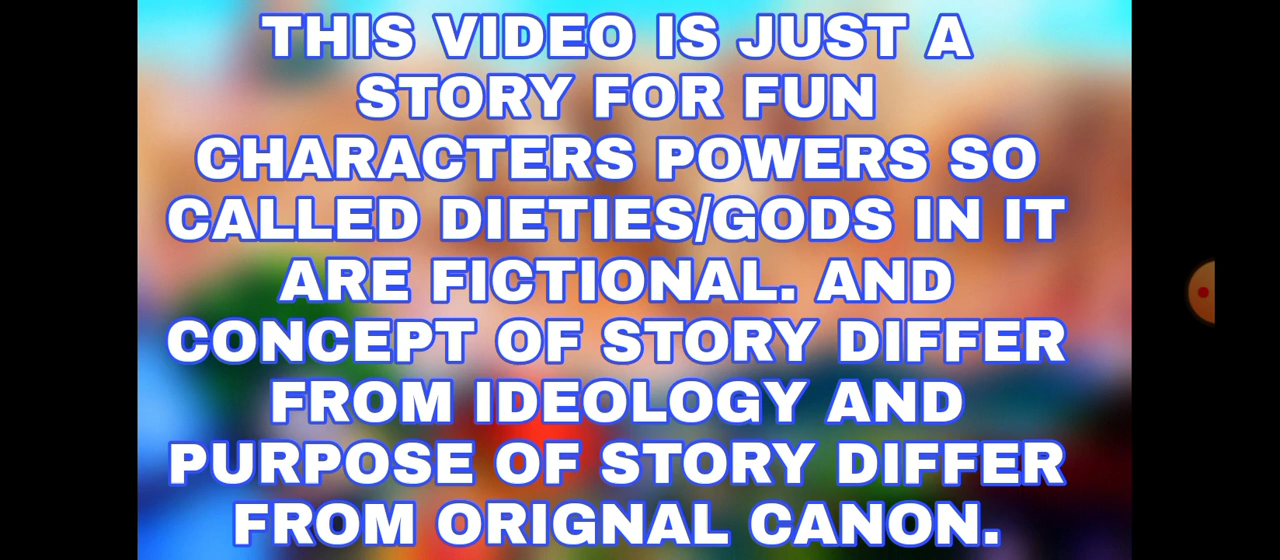 THIS VIDEO IS JUST A
STORY FOR FUN
CHARACTERS POWERS SO
CALLED DIETIES/GODS IN IT
ARE FICTIONAL. AND
CONCEPT OF STORY DIFFER
FROM IDEOLOGY AND
PURPOSE OF STORY DIFFER
FROM ORIGNAL CANON.